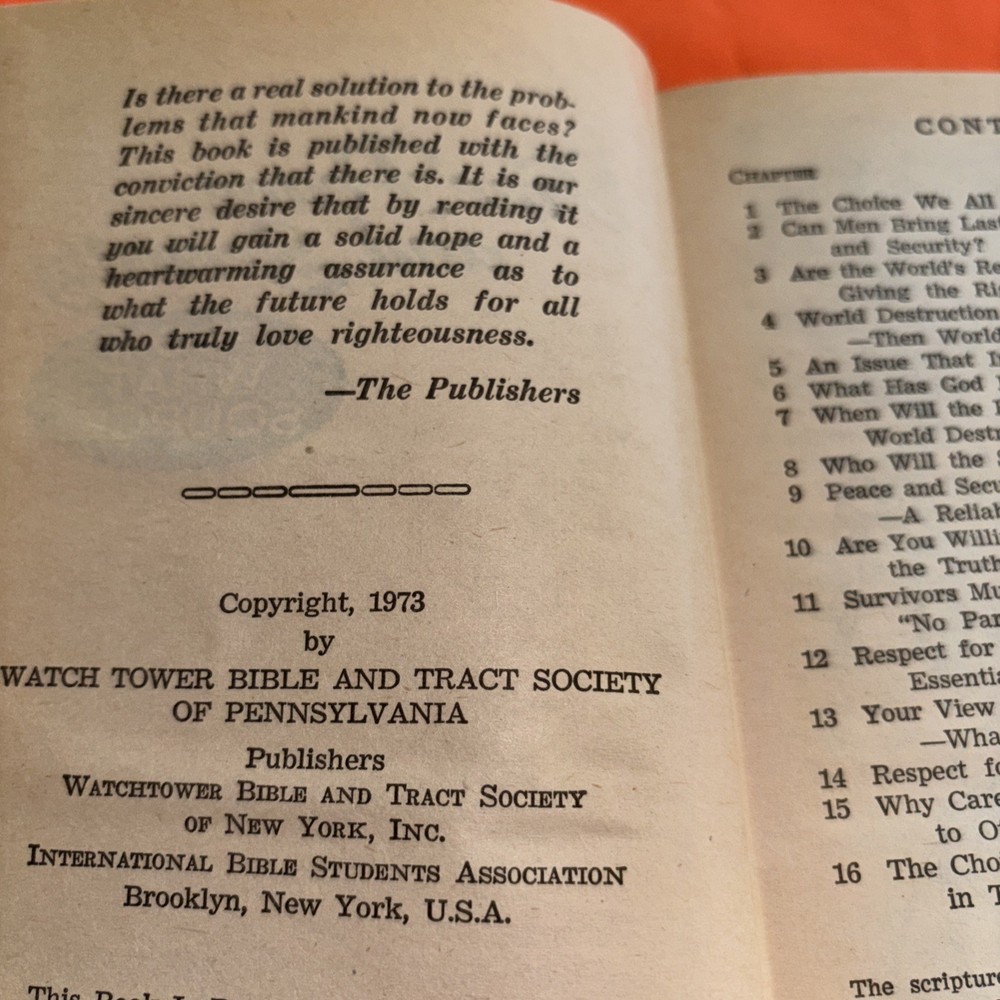 Is there a real solution to the prob-
lems that mankind now faces?
This book is published with the
conviction that there is. It is our
sincere desire that by reading it
you will gain a solid hope and a
heartwarming assurance as to
what the future holds for all
who truly love righteousness.
—The Publishers
Copyright, 1973
by
WATCH TOWER BIBLE AND TRACT SOCIETY
OF PENNSYLVANIA
Publishers
WATCHTOWER BIBLE AND TRACT SOCIETY
OF NEW YORK, INC.
INTERNATIONAL BIBLE STUDENTS ASSOCIATION
Brooklyn, New York, U.S.A.
This Book
CONT
CHAPTER
1 The Choice We All
2 Can Men Bring Las
and Security?
3 Are the World's Re
Giving the Ri
4 World Destruction
—Then World
5 An Issue That I
6 What Has God
7 When Will the
World Dest
8 Who Will the S
9 Peace and Secu
—A Reliab
10 Are You Willi
the Truth
11 Survivors Mu
"No Par
12 Respect for
Essentia
13 Your View
—Wha
14 Respect fo
15 Why Care
to O
16 The Cho
in T
The scripture